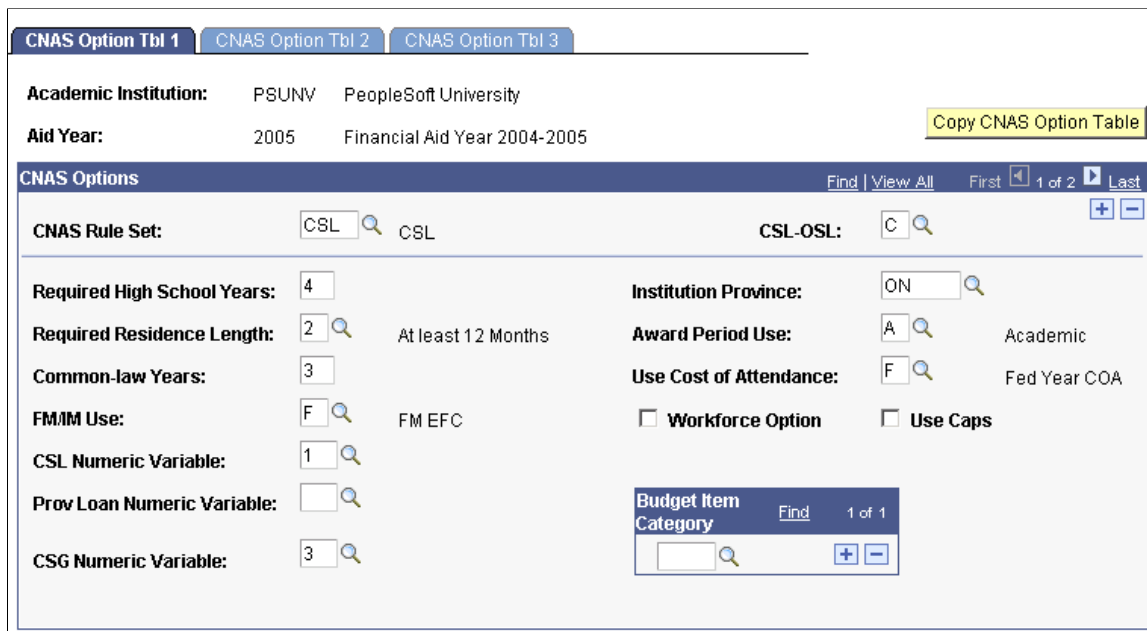 CNAS Option Tbl 1 CNAS Option Tbl 2 CNAS Option Tbl 3
Academic Institution: PSUNV PeopleSoft University
Copy CNAS Option Table
Aid Year: 2005 Financial Aid Year 2004-2005
CNAS Options Find | View All First 1 of 2 Last
CNAS Rule Set: CSL CSL CSL-OSL: C
Required High School Years: 4 Institution Province: ON
Required Residence Length: 2 At least 12 Months Award Period Use: A Academic
Common-law Years: 3 Use Cost of Attendance: F Fed Year COA
FM/IM Use: F FM EFC Workforce Option Use Caps
CSL Numeric Variable: 1
Prov Loan Numeric Variable:
Budget Item Category Find 1 of 1
CSG Numeric Variable: 3